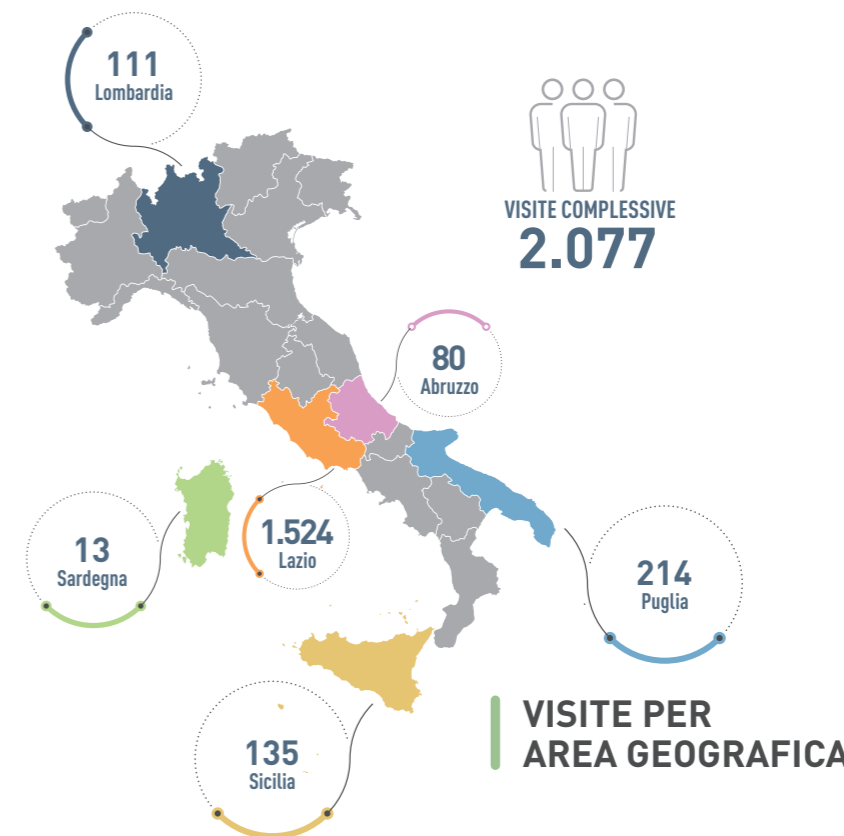 111
Lombardia
VISITE COMPLESSIVE
2.077
80
Abruzzo
1.524
Lazio
13
Sardegna
214
Puglia
135
Sicilia
VISITE PER
AREA GEOGRAFICA